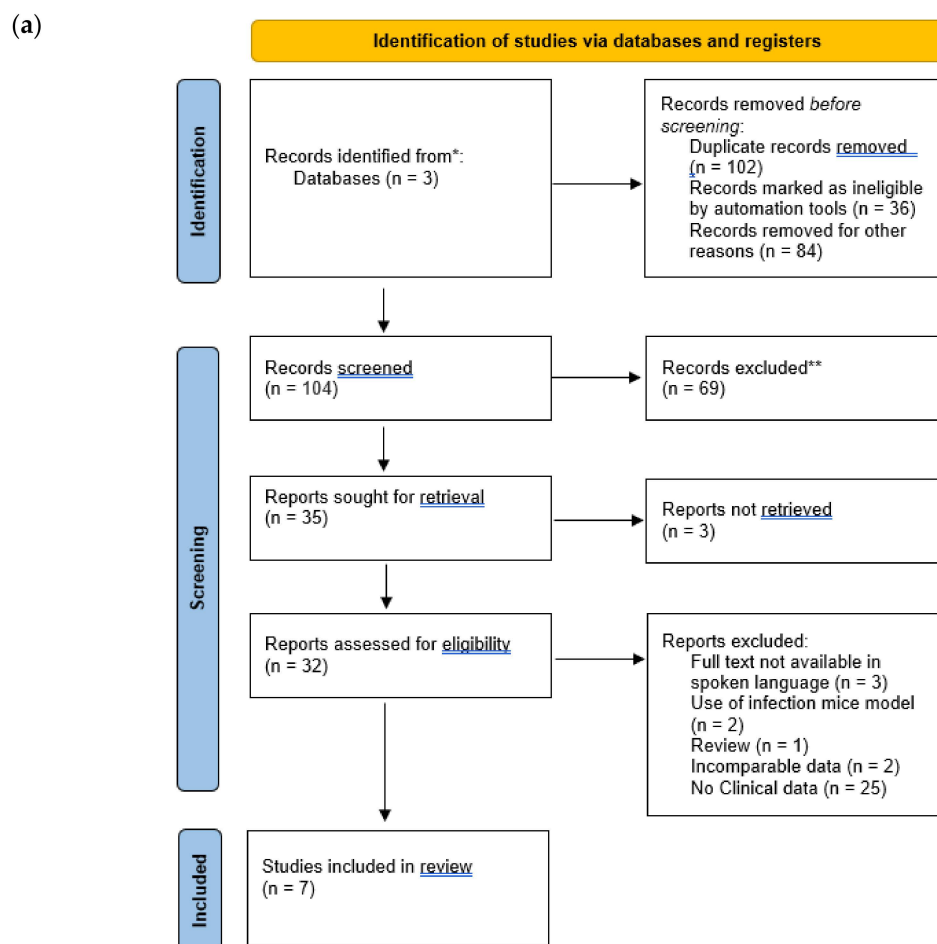 (a)
Identification of studies via databases and registers
Identification
Records identified from*:
Databases (n = 3)
Records removed before
screening:
Duplicate records removed
(n = 102)
Records marked as ineligible
by automation tools (n = 36)
Records removed for other
reasons (n = 84)
Screening
Records screened
(n = 104)
Records excluded**
(n = 69)
Reports sought for retrieval
(n = 35)
Reports not retrieved
(n = 3)
Reports assessed for eligibility
(n = 32)
Reports excluded:
Full text not available in
spoken language (n = 3)
Use of infection mice model
(n = 2)
Review (n = 1)
Incomparable data (n = 2)
No Clinical data (n = 25)
Included
Studies included in review
(n = 7)